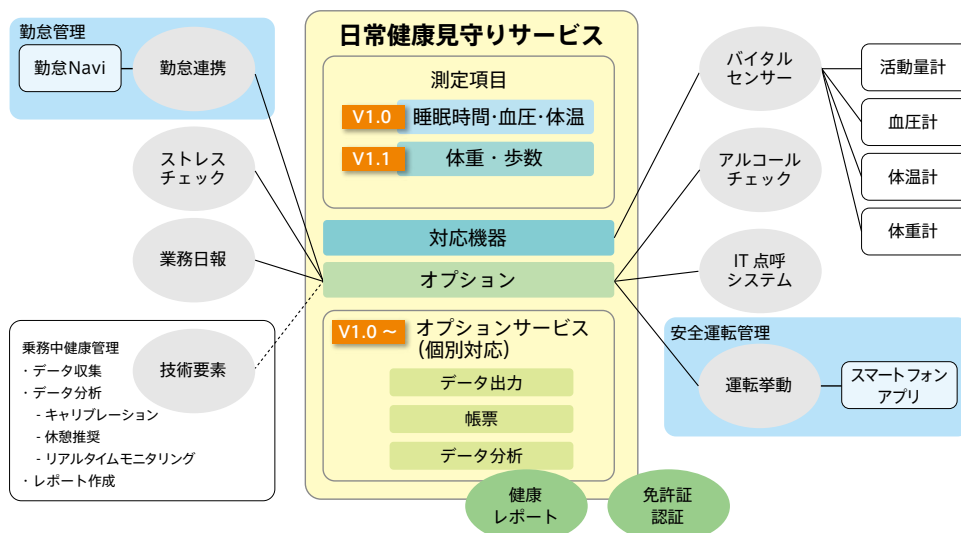 勤怠管理
勤怠Navi
勤怠連携
ストレス
チェック
業務日報
乗務中健康管理
・データ収集
・データ分析
- キャリブレーション
- 休憩推奨
- リアルタイムモニタリング
・レポート作成
技術要素
日常健康見守りサービス
測定項目
V1.0 睡眠時間･血圧･体温
V1.1 体重・歩数
対応機器
オプション
V1.0 ~ オプションサービス
(個別対応)
データ出力
帳票
データ分析
健康
レポート
免許証
認証
バイタル
センサー
活動量計
血圧計
体温計
体重計
アルコール
チェック
IT 点呼
システム
安全運転管理
運転挙動
スマートフォン
アプリ